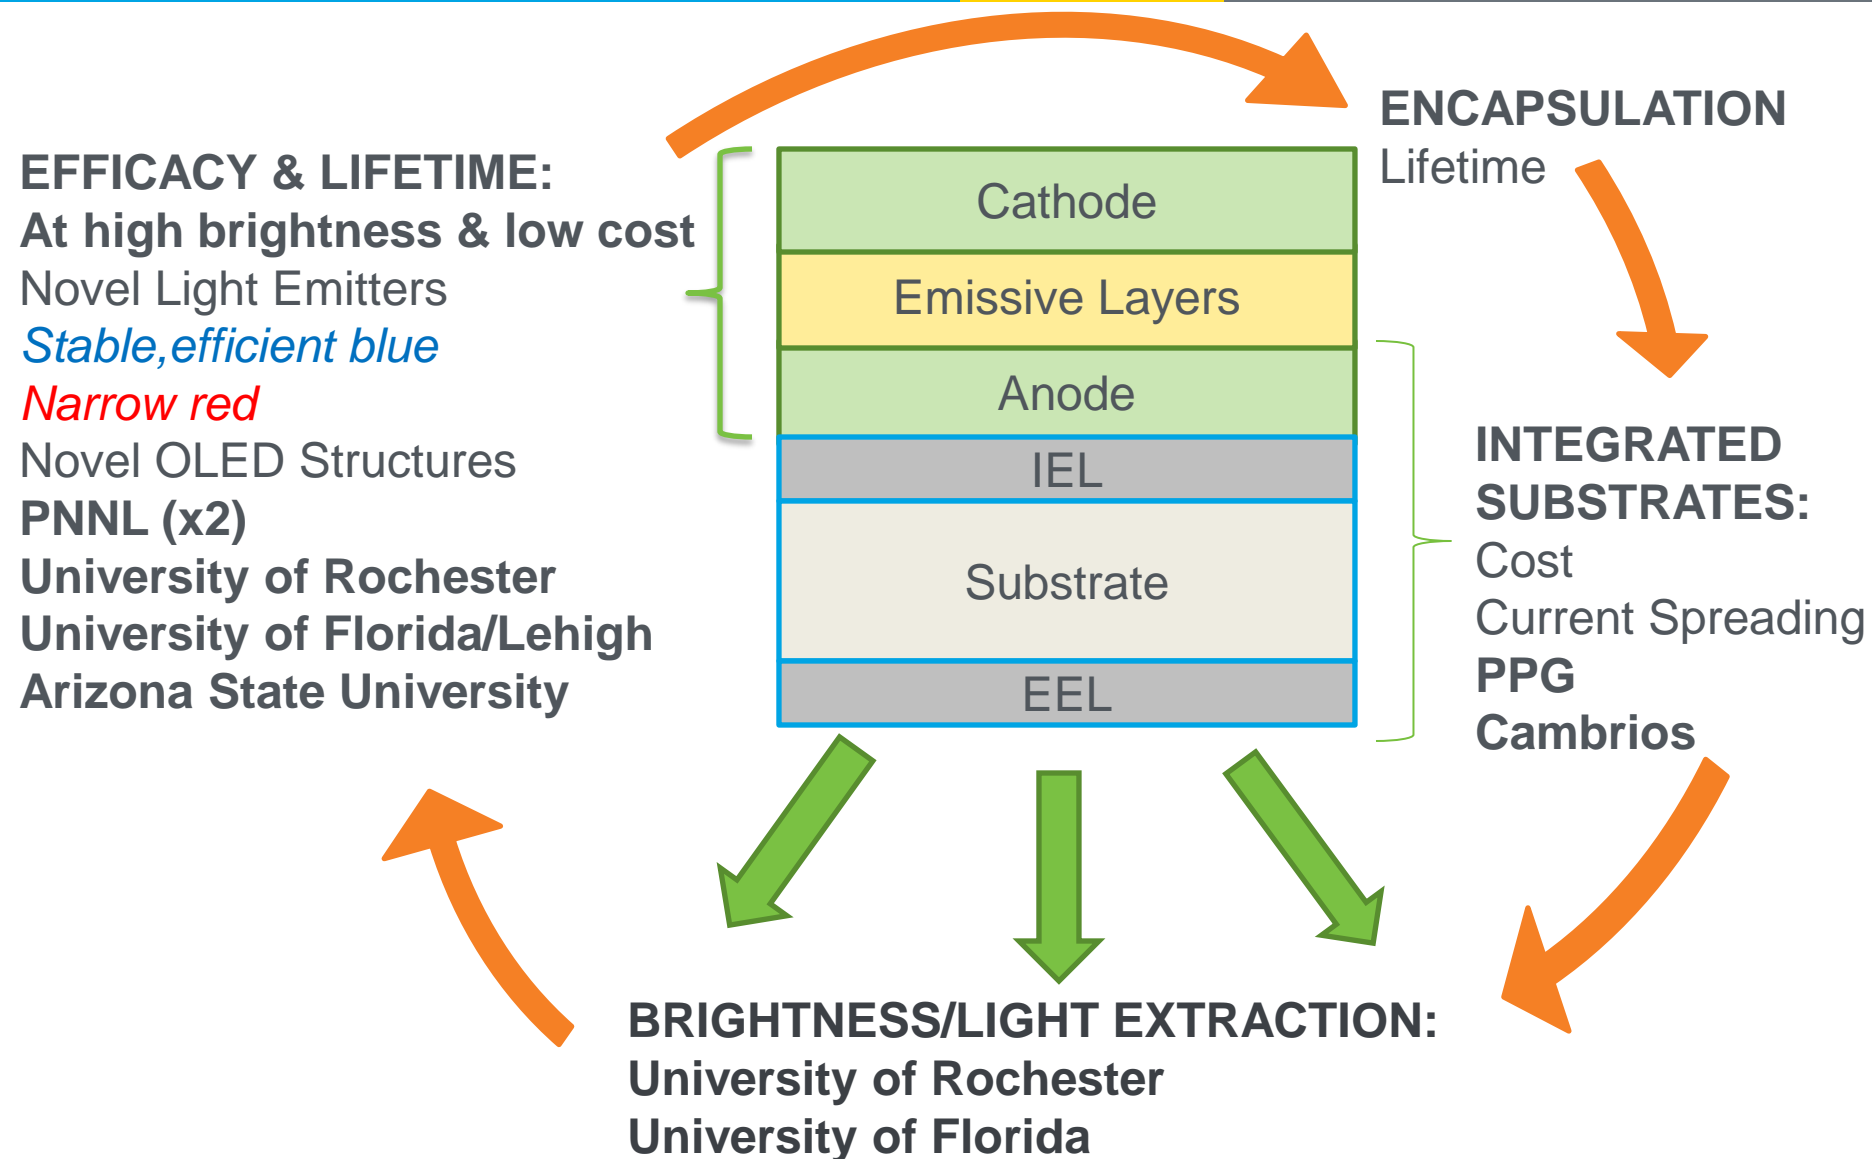 EFFICACY & LIFETIME:
At high brightness & low cost
Novel Light Emitters
Stable,efficient blue
Narrow red
Novel OLED Structures
PNNL (x2)
University of Rochester
University of Florida/Lehigh
Arizona State University
Cathode
Emissive Layers
Anode
IEL
Substrate
EEL
ENCAPSULATION
Lifetime
INTEGRATED
SUBSTRATES:
Cost
Current Spreading
PPG
Cambrios
BRIGHTNESS/LIGHT EXTRACTION:
University of Rochester
University of Florida